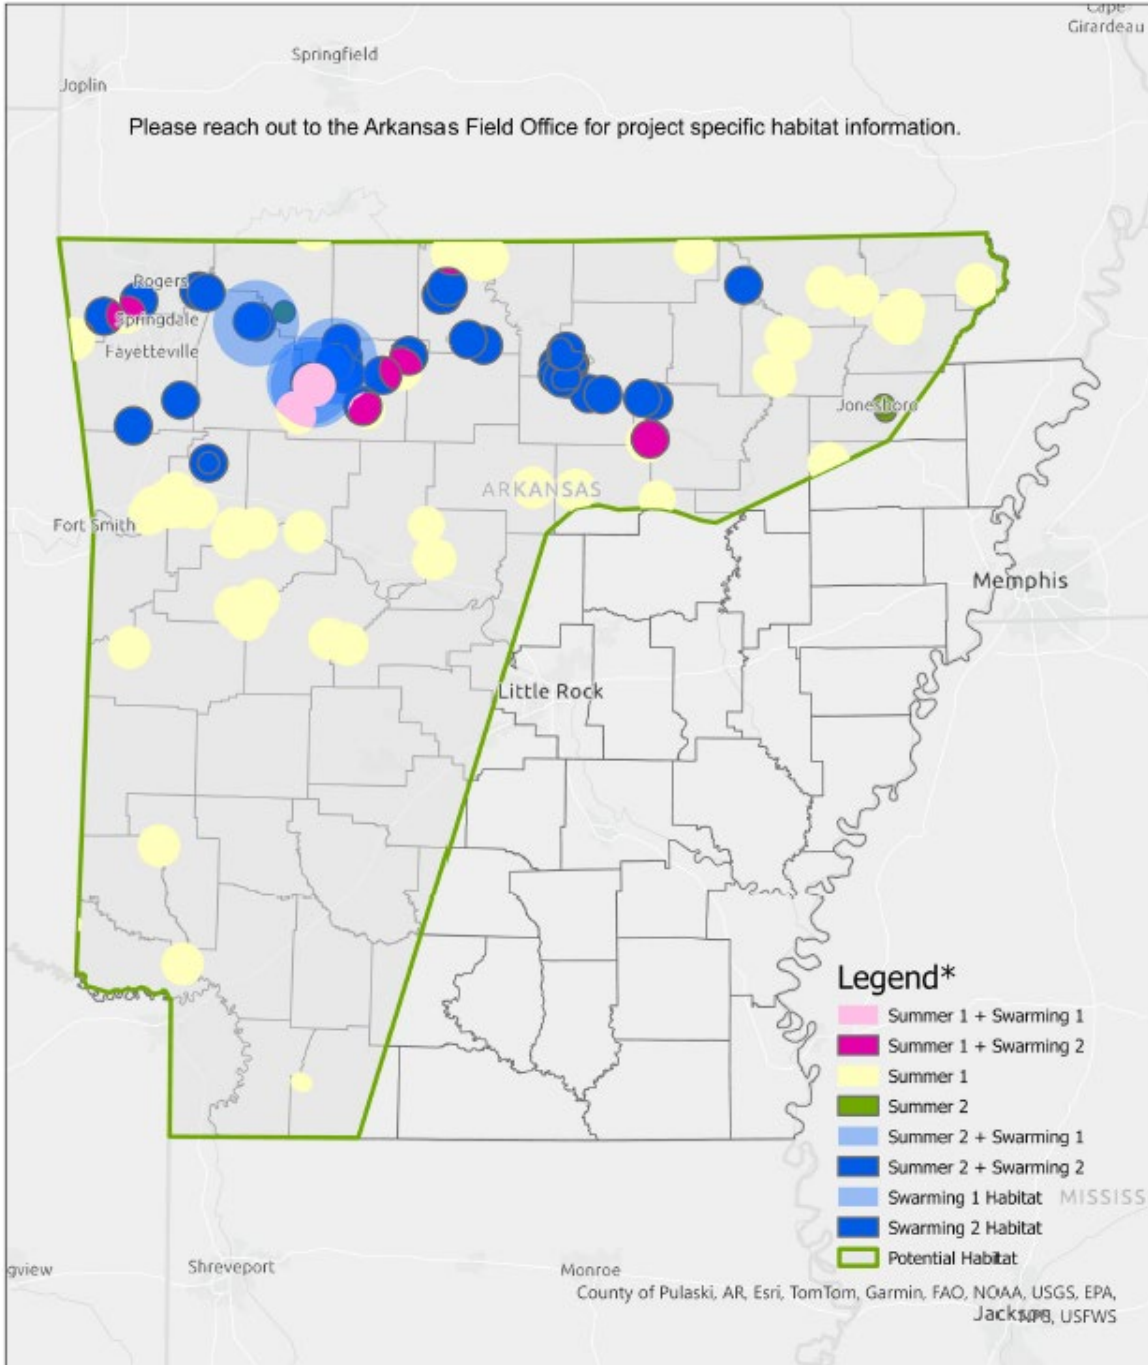 Cape
Girardeau
Springfield
Joplin
Please reach out to the Arkansas Field Office for project specific habitat information.
Rogers
Springdale
Fayetteville
Jonesboro
ARKANSAS
Fort Smith
Memphis
Little Rock
Legend*
Summer 1 + Swarming 1
Summer 1 + Swarming 2
Summer 1
Summer 2
Summer 2 + Swarming 1
Summer 2 + Swarming 2
Swarming 1 Habitat
MISSISS
Swarming 2 Habitat
Potential Habitat
gview
Shreveport
Monroe
County of Pulaski, AR, Esri, TomTom, Garmin, FAO, NOAA, USGS, EPA,
Jackson
NPS, USFWS